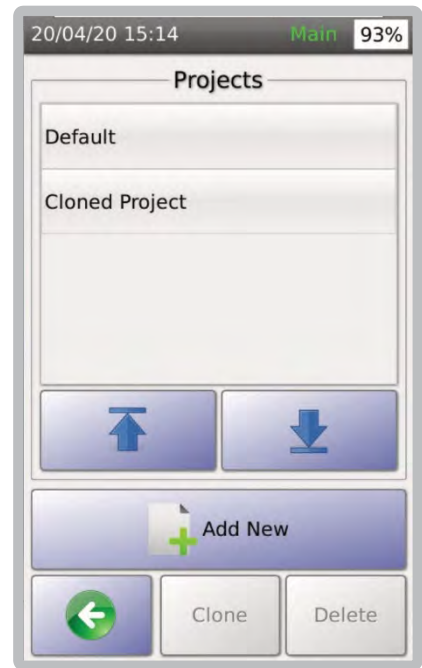 20/04/20 15:14 Main 93%
Projects
Default
Cloned Project
Add New
Clone Delete